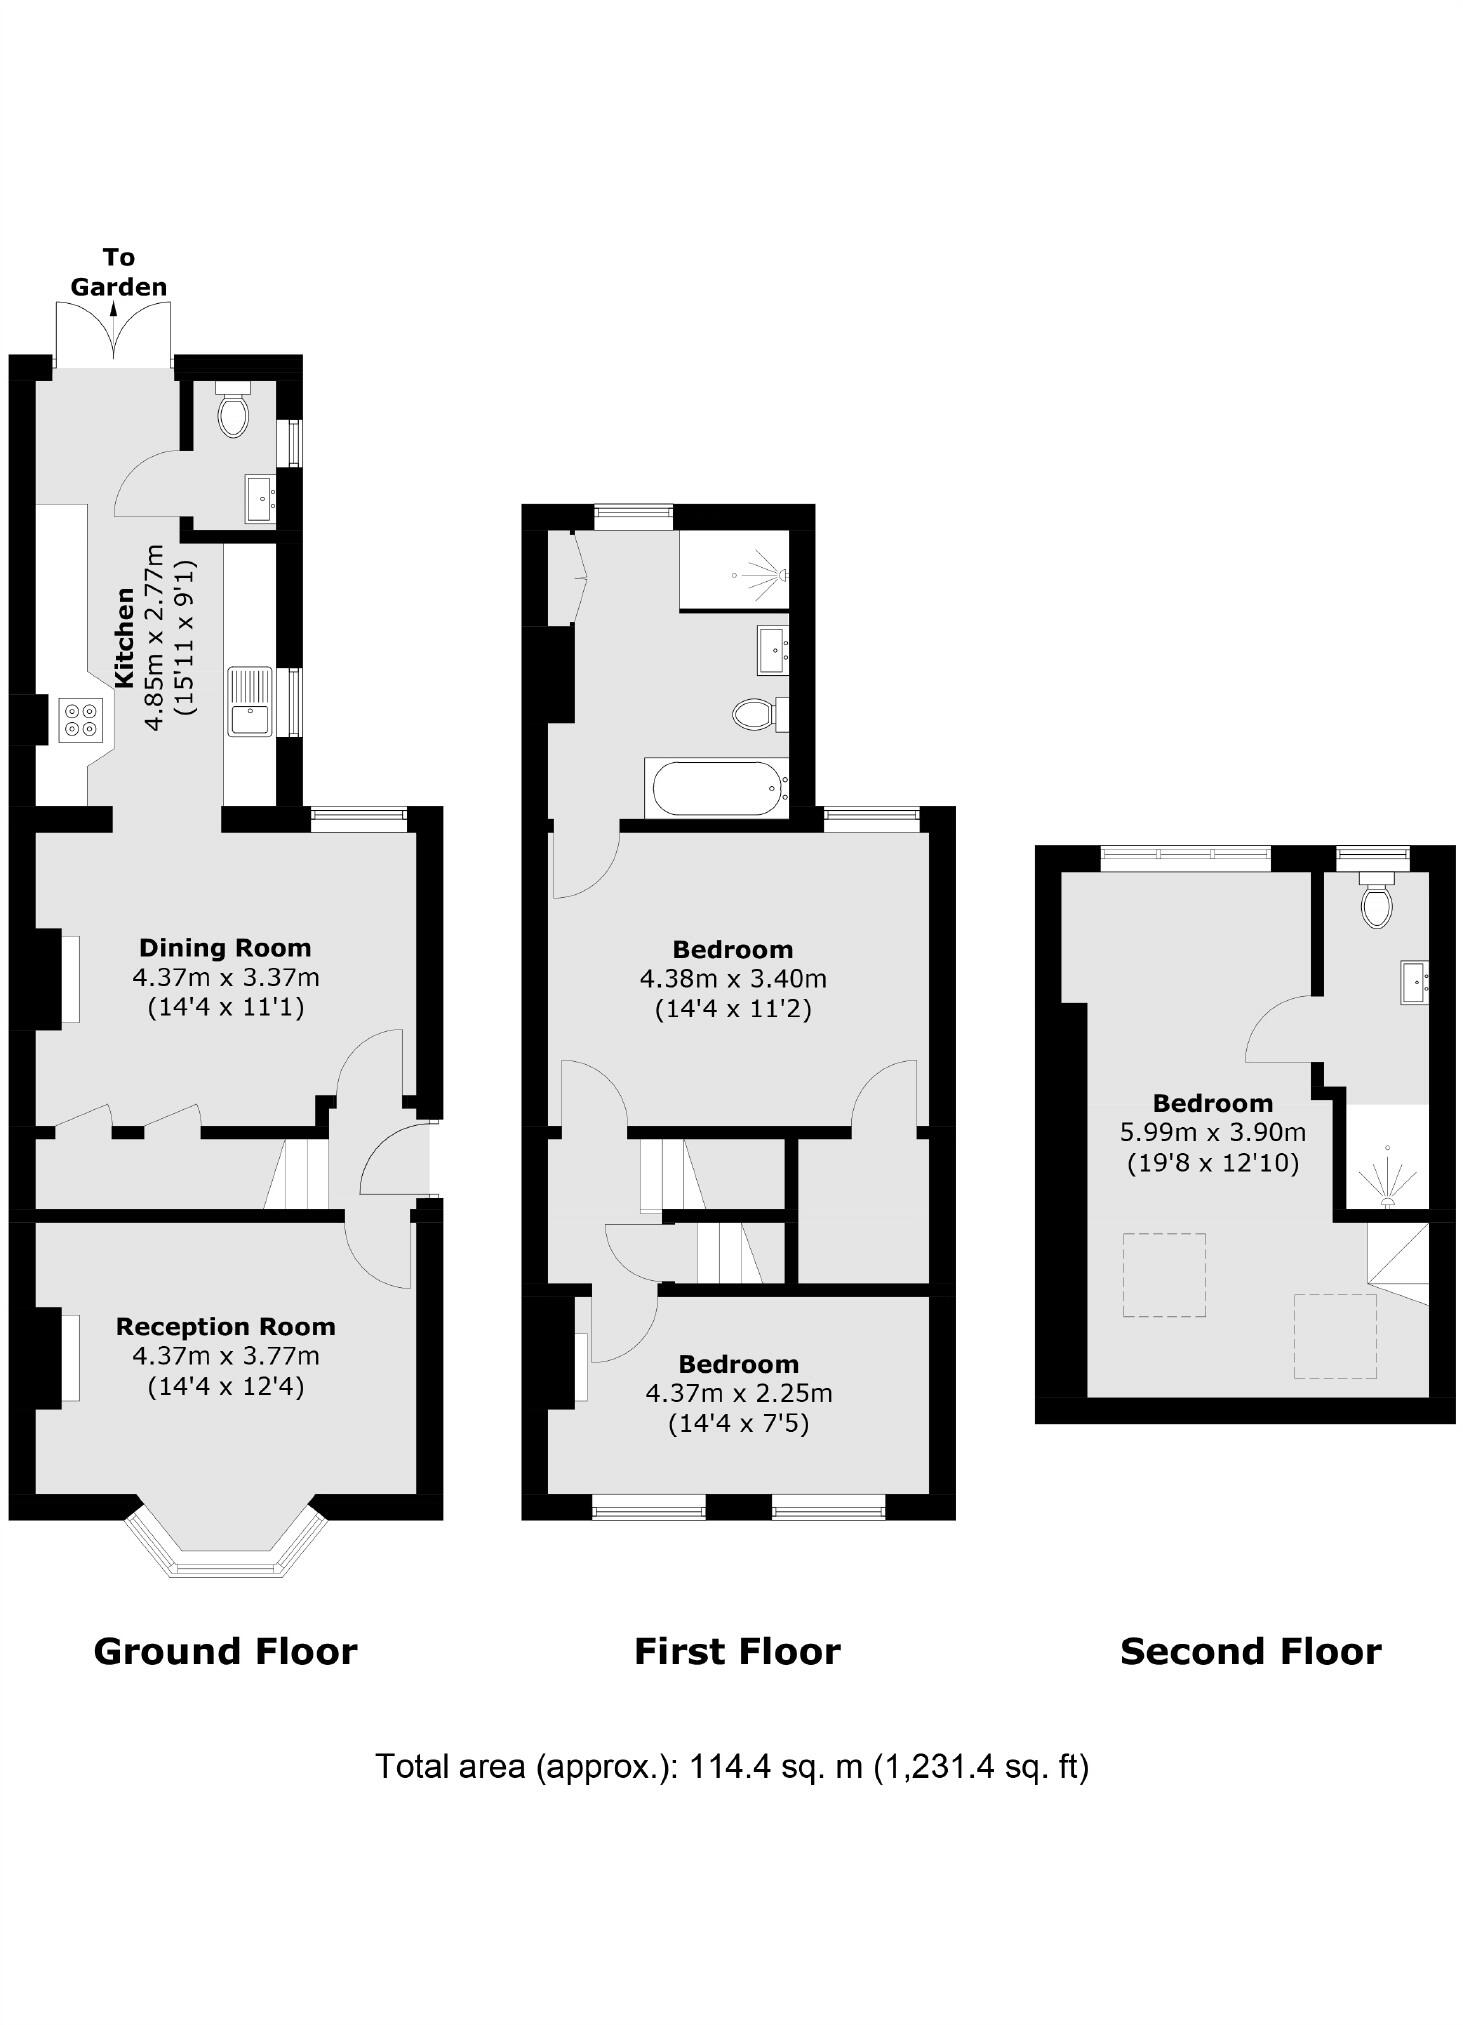 To
Garden
Kitchen
4.85m x 2.77m
(15'11 x 9'1)
Dining Room
4.37m x 3.37m
(14'4 x 11'1)
Reception Room
4.37m x 3.77m
(14'4 x 12'4)
Ground Floor
Bedroom
4.38m x 3.40m
(14'4 x 11'2)
Bedroom
4.37m x 2.25m
(14'4 x 7'5)
First Floor
Bedroom
5.99m x 3.90m
(19'8 x 12'10)
Second Floor
Total area (approx.): 114.4 sq. m (1,231.4 sq. ft)